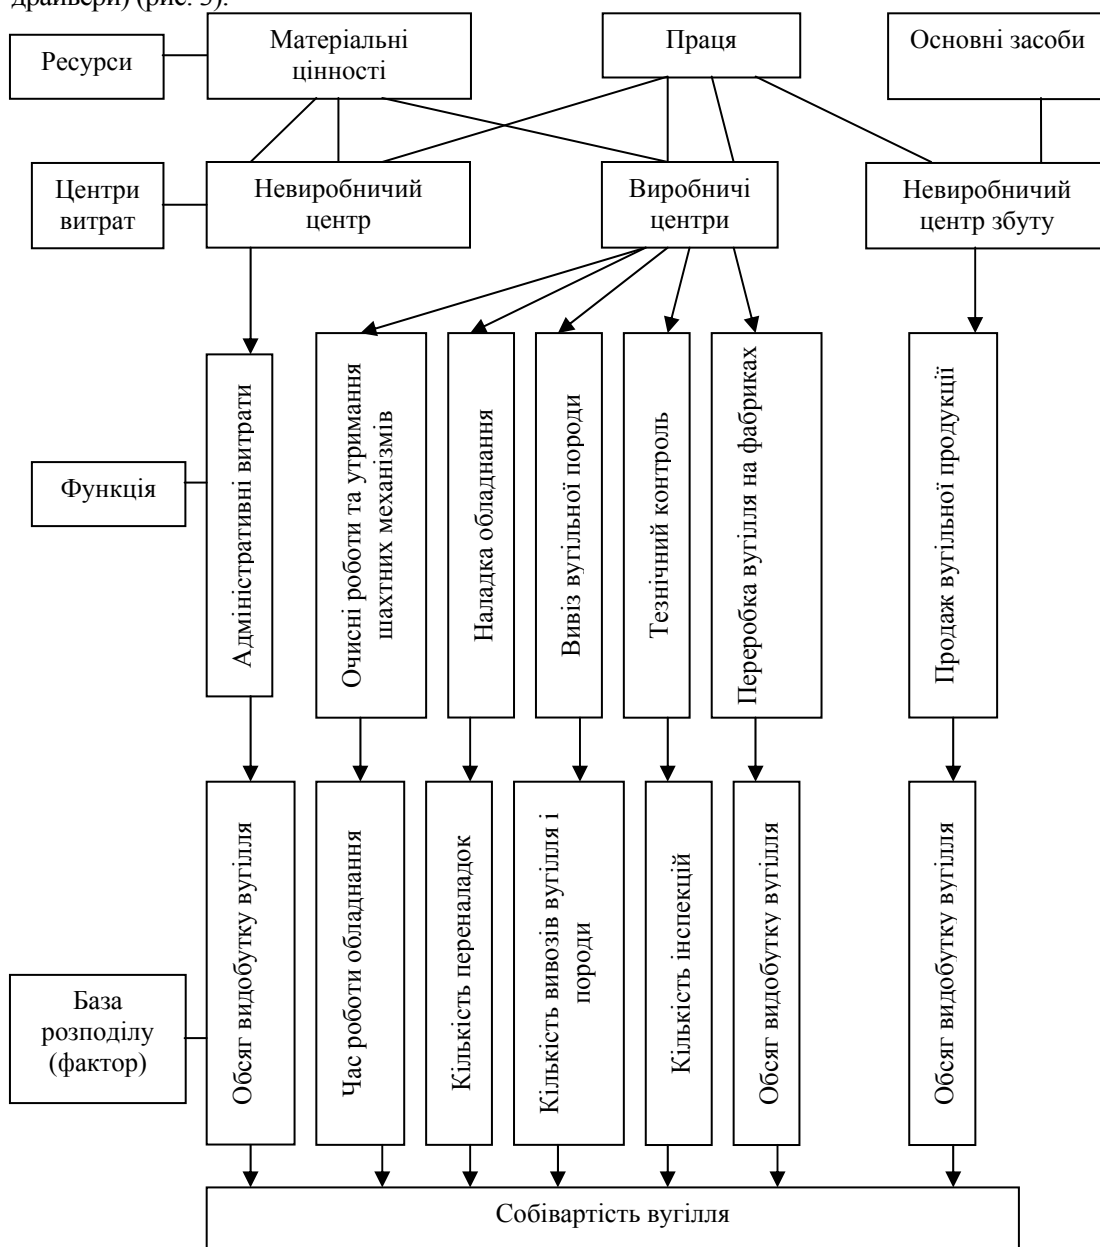 драйвери) (рис. 3).
Ресурси
Матеріальні
цінності
Праця
Основні засоби
Центри
витрат
Невиробничий
центр
Виробничі
центри
Невиробничий
центр збуту
Функція
Адміністративні витрати
Очисні роботи та утримання
шахтних механізмів
Наладка обладнання
Вивіз вугільної породи
Тезнічний контроль
Переробка вугілля на фабриках
Продаж вугільної продукції
База
розподілу
(фактор)
Обсяг видобутку вугілля
Час роботи обладнання
Кількість переналадок
Кількість вивозів вугілля і
породи
Кількість інспекцій
Обсяг видобутку вугілля
Обсяг видобутку вугілля
Собівартість вугілля